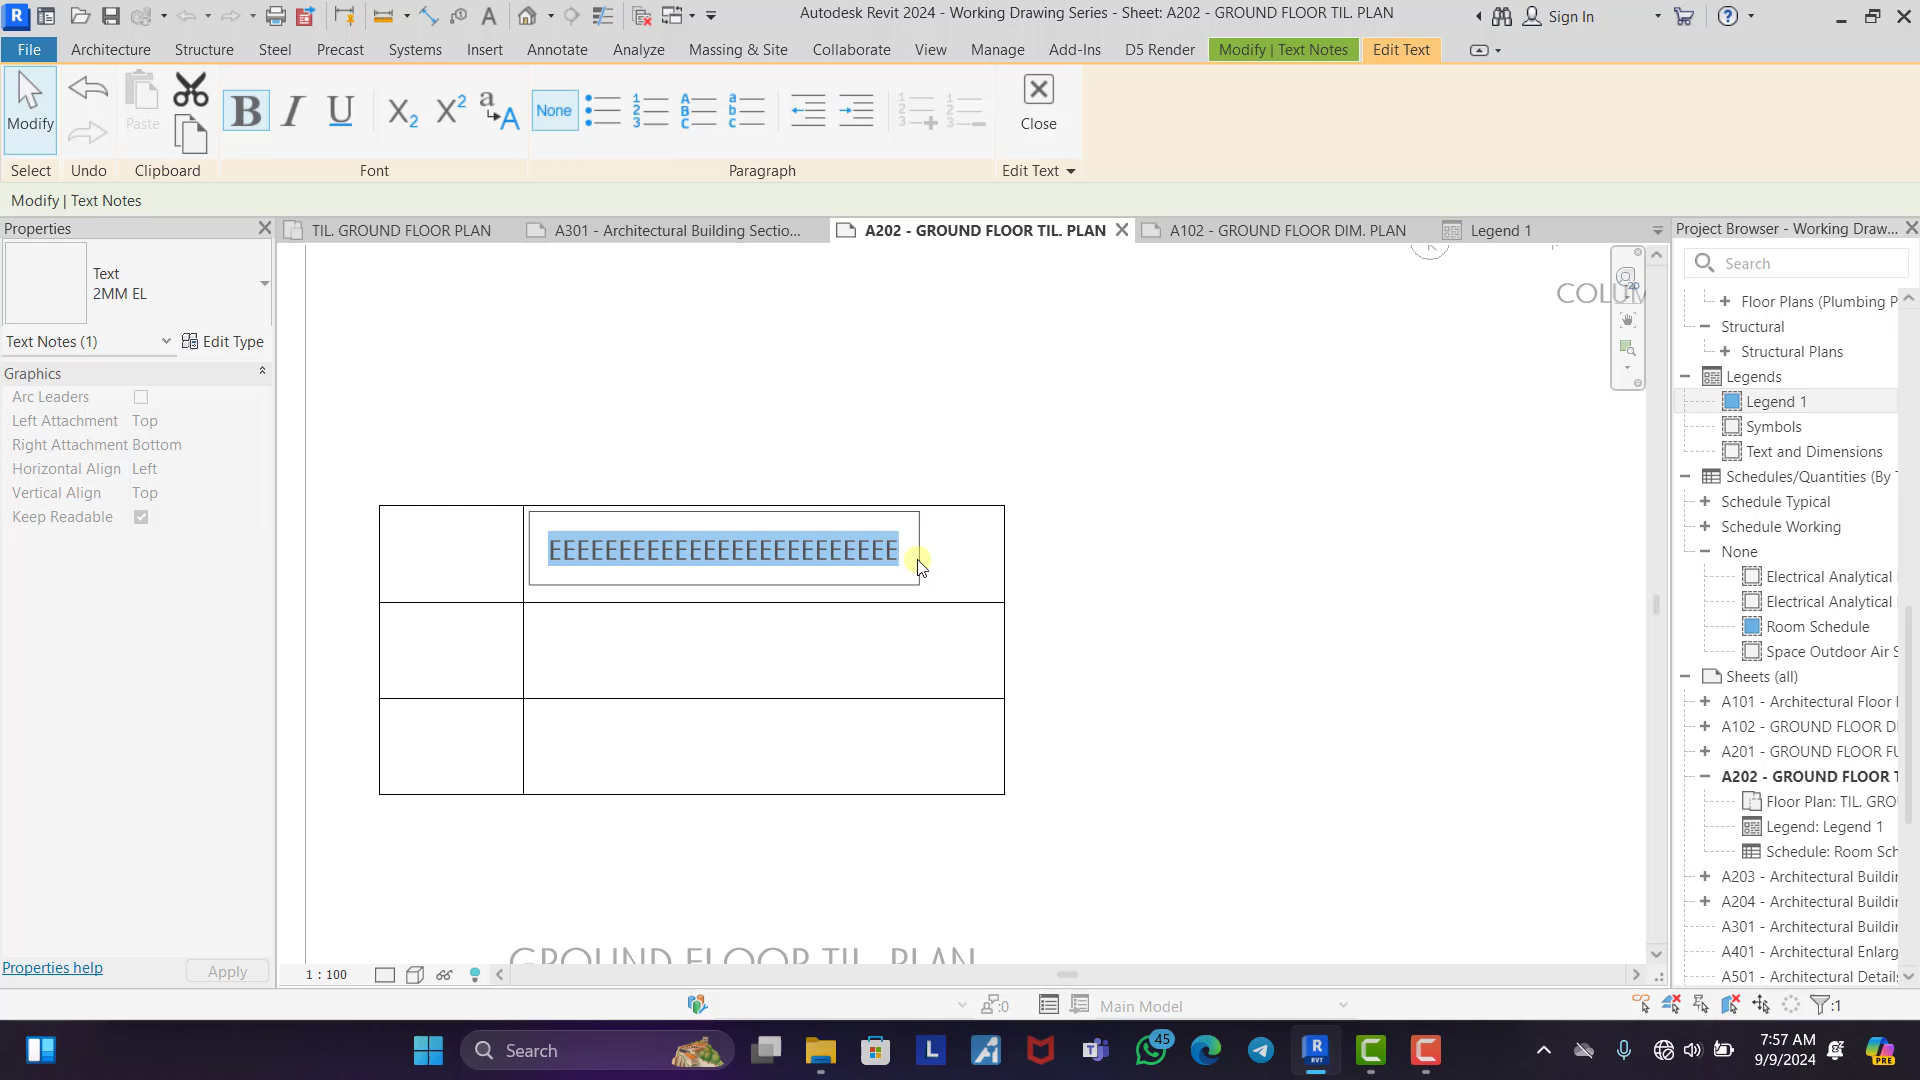 Autodesk Revit 2024 - Working Drawing Series - Sheet: A202 - GROUND FLOOR TIL. PLAN
Sign In
File Architecture Structure Steel Precast Systems Insert Annotate Analyze Massing & Site Collaborate View Manage Add-Ins D5 Render Modify | Text Notes Edit Text
Modify
Paste
None
Close
Select Undo Clipboard Font Paragraph Edit Text
Modify | Text Notes
Properties
TIL. GROUND FLOOR PLAN
A301 - Architectural Building Sectio...
A202 - GROUND FLOOR TIL. PLAN
A102 - GROUND FLOOR DIM. PLAN
Legend 1
Project Browser - Working Draw...
Text
2MM EL
Text Notes (1)
Edit Type
Graphics
Arc Leaders
Left Attachment Top
Right Attachment Bottom
Horizontal Align Left
Vertical Align Top
Keep Readable
Properties help
Apply
EEEEEEEEEEEEEEEEEEEEEEEEE
GROUND FLOOR TIL. PLAN
1 : 100
Search
Floor Plans (Plumbing P
Structural
Structural Plans
Legends
Legend 1
Symbols
Text and Dimensions
Schedules/Quantities (By T
Schedule Typical
Schedule Working
None
Electrical Analytical
Electrical Analytical
Room Schedule
Space Outdoor Air S
Sheets (all)
A101 - Architectural Floor
A102 - GROUND FLOOR D
A201 - GROUND FLOOR FU
A202 - GROUND FLOOR T
Floor Plan: TIL. GRO
Legend: Legend 1
Schedule: Room Sch
A203 - Architectural Buildi
A204 - Architectural Buildi
A301 - Architectural Buildi
A401 - Architectural Enlarg
A501 - Architectural Details
:0
Main Model
:1
Search
45
7:57 AM
9/9/2024